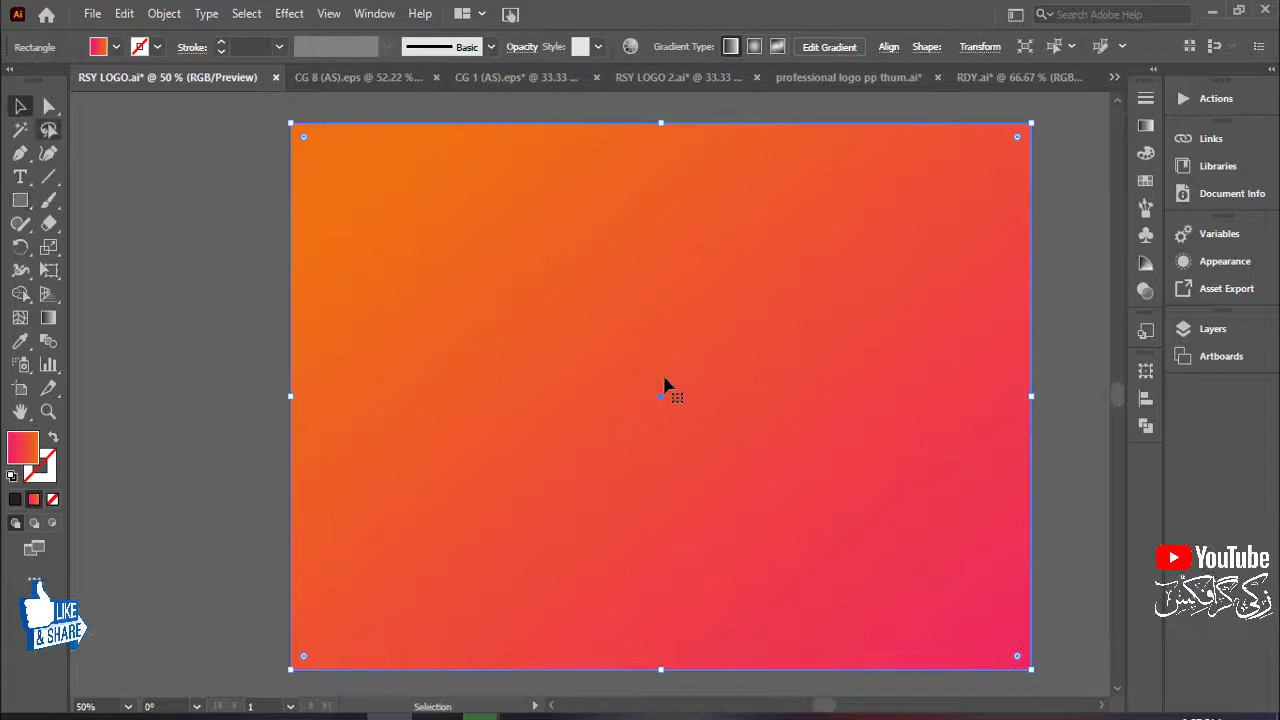 Ai File Edit Object Type Select Effect View Window Help Search Adobe Help
Rectangle Stroke: Basic Opacity Style: Gradient Type: Edit Gradient Align Shape: Transform
RSY LOGO.ai* @ 50 % (RGB/Preview) × CG 8 (AS).eps @ 52.22 %... × CG 1 (AS).eps* @ 33.33 ... × RSY LOGO 2.ai* @ 33.33 ... × professional logo pp thum.ai* × RDY.ai* @ 66.67 % (RGB...
Actions
Links
Libraries
Document Info
Variables
Appearance
Asset Export
Layers
Artboards
YouTube
زكي گرافكس
LIKE
& SHARE
50% 0° 1 Selection